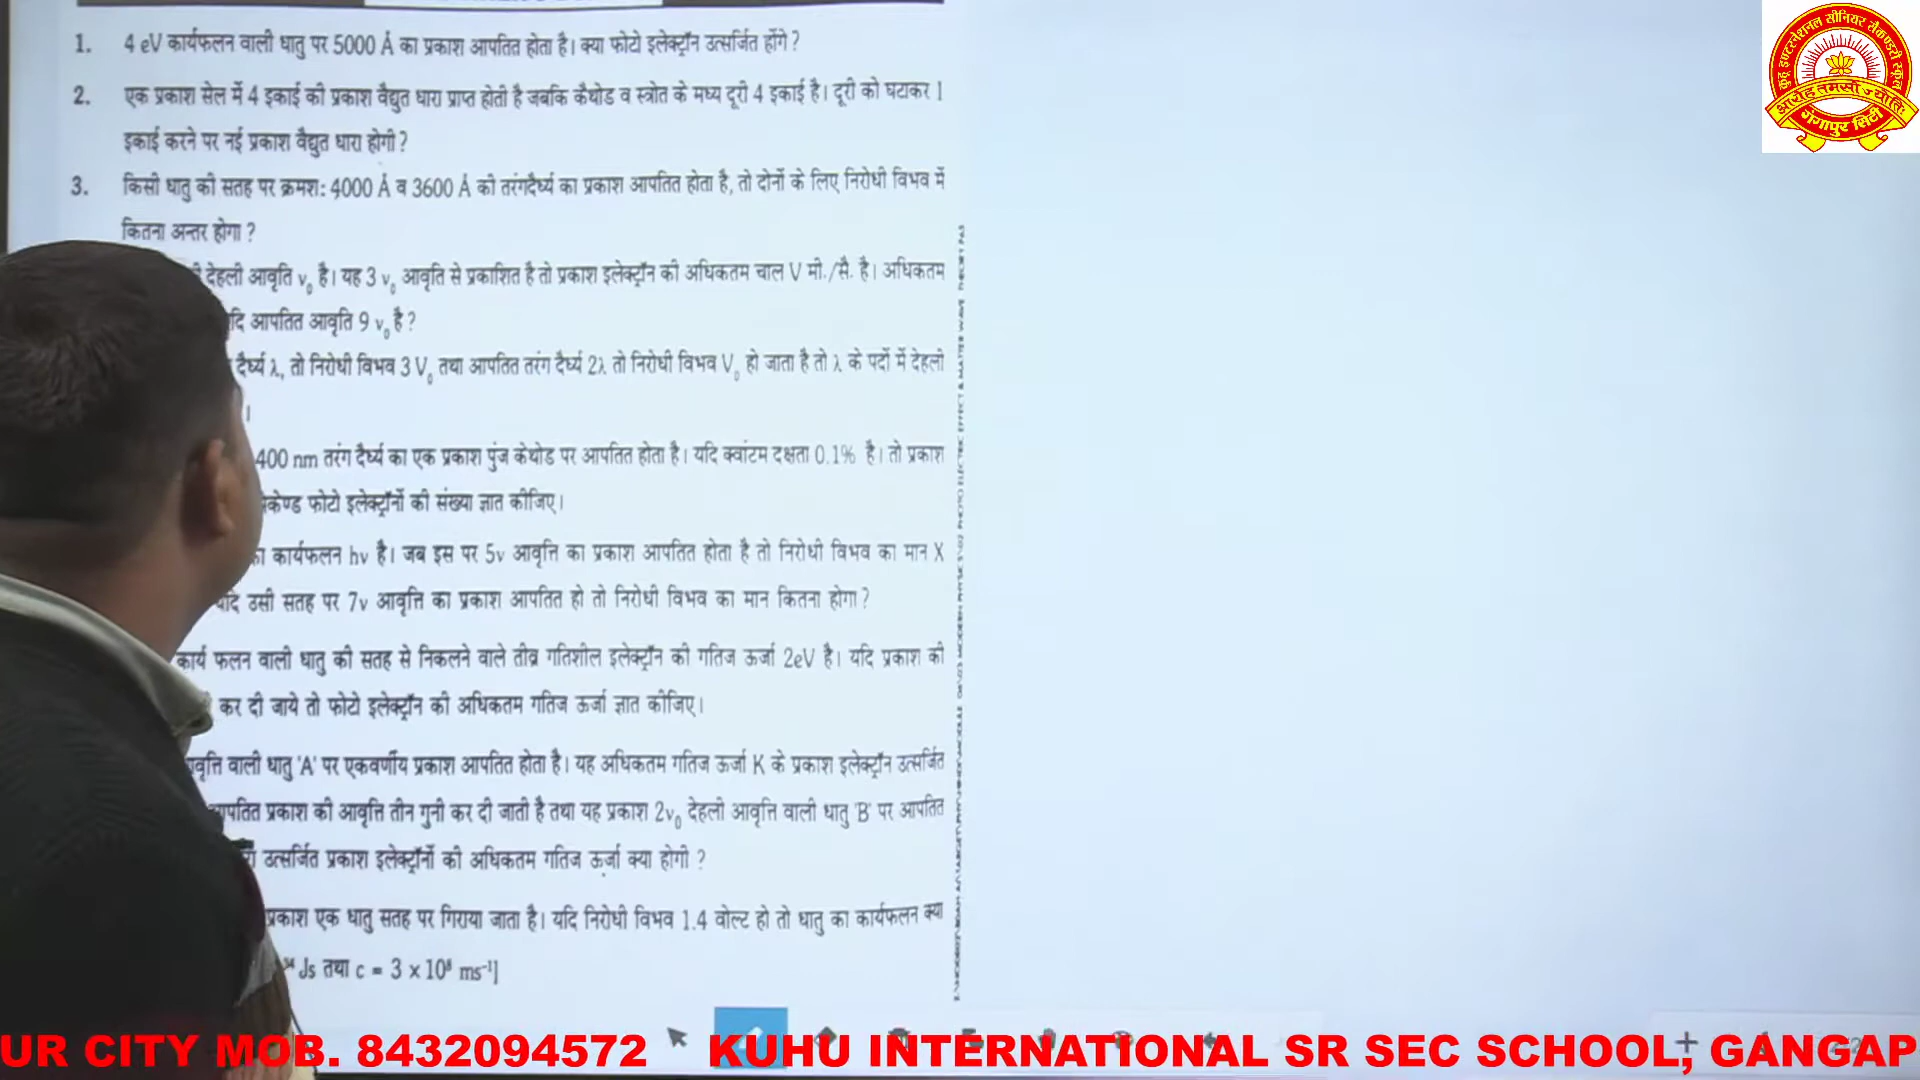 1. 4 eV कार्यफलन वाली धातु पर 5000 Å का प्रकाश आपतित होता है। क्या फोटो इलेक्ट्रॉन उत्सर्जित होंगे ?
2. एक प्रकाश सेल में 4 इकाई की प्रकाश वैद्युत धारा प्राप्त होती है जबकि कैथोड व स्त्रोत के मध्य दूरी 4 इकाई है। दूरी को घटाकर 1
इकाई करने पर नई प्रकाश वैद्युत धारा होगी ?
3. किसी धातु की सतह पर क्रमश: 4000 Å व 3600 Å की तरंगदैर्ध्य का प्रकाश आपतित होता है, तो दोनों के लिए निरोधी विभव में
कितना अन्तर होगा ?
देहली आवृति v₀ है। यह 3 v₀ आवृति से प्रकाशित है तो प्रकाश इलेक्ट्रॉन की अधिकतम चाल V मी./सै. है। अधिकतम
आपतित आवृति 9 v₀ है ?
दैर्ध्य λ, तो निरोधी विभव 3 V₀ तथा आपतित तरंग दैर्ध्य 2λ तो निरोधी विभव V₀ हो जाता है तो λ के पदों में देहली
।
400 nm तरंग दैर्ध्य का एक प्रकाश पुंज केथोड पर आपतित होता है। यदि क्वांटम दक्षता 0.1% है। तो प्रकाश
फोटो इलेक्ट्रॉनों की संख्या ज्ञात कीजिए।
कार्यफलन hv है। जब इस पर 5v आवृत्ति का प्रकाश आपतित होता है तो निरोधी विभव का मान X
उसी सतह पर 7v आवृत्ति का प्रकाश आपतित हो तो निरोधी विभव का मान कितना होगा ?
कार्य फलन वाली धातु की सतह से निकलने वाले तीव्र गतिशील इलेक्ट्रॉन की गतिज ऊर्जा 2eV है। यदि प्रकाश की
कर दी जाये तो फोटो इलेक्ट्रॉन की अधिकतम गतिज ऊर्जा ज्ञात कीजिए।
वाली धातु 'A' पर एकवर्णीय प्रकाश आपतित होता है। यह अधिकतम गतिज ऊर्जा K के प्रकाश इलेक्ट्रॉन उत्सर्जित
प्रकाश की आवृत्ति तीन गुनी कर दी जाती है तथा यह प्रकाश 2v₀ देहली आवृत्ति वाली धातु 'B' पर आपतित
उत्सर्जित प्रकाश इलेक्ट्रॉनों की अधिकतम गतिज ऊर्जा क्या होगी ?
प्रकाश एक धातु सतह पर गिराया जाता है। यदि निरोधी विभव 1.4 वोल्ट हो तो धातु का कार्यफलन क्या
Js तथा c = 3 × 10⁸ ms⁻¹]
कुहू इण्टरनेशनल सीनियर सैकण्डरी स्कूल
आरोह तमसो ज्योतिः
गंगापुर सिटी
UR CITY MOB. 8432094572 KUHU INTERNATIONAL SR SEC SCHOOL, GANGAP